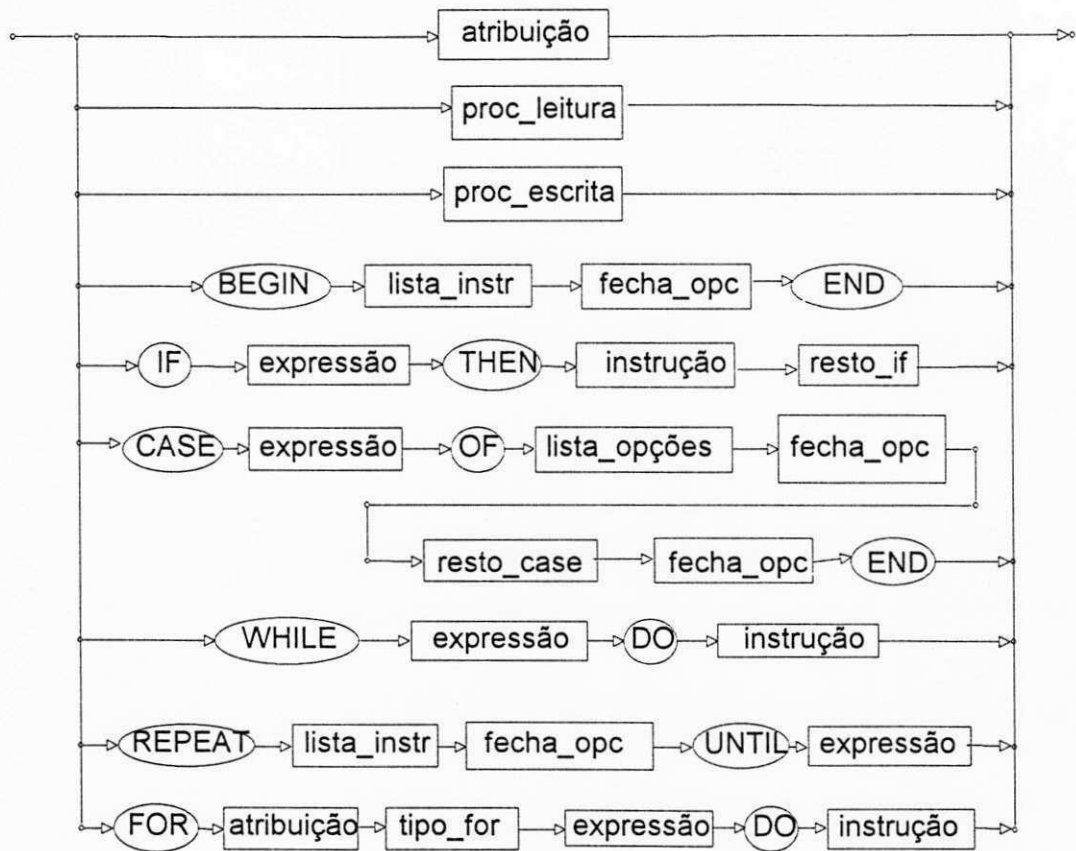 atribuição
proc_leitura
proc_escrita
BEGIN lista_instr fecha_opc END
IF expressão THEN instrução resto_if
CASE expressão OF lista_opções fecha_opc
resto_case fecha_opc END
WHILE expressão DO instrução
REPEAT lista_instr fecha_opc UNTIL expressão
FOR atribuição tipo_for expressão DO instrução